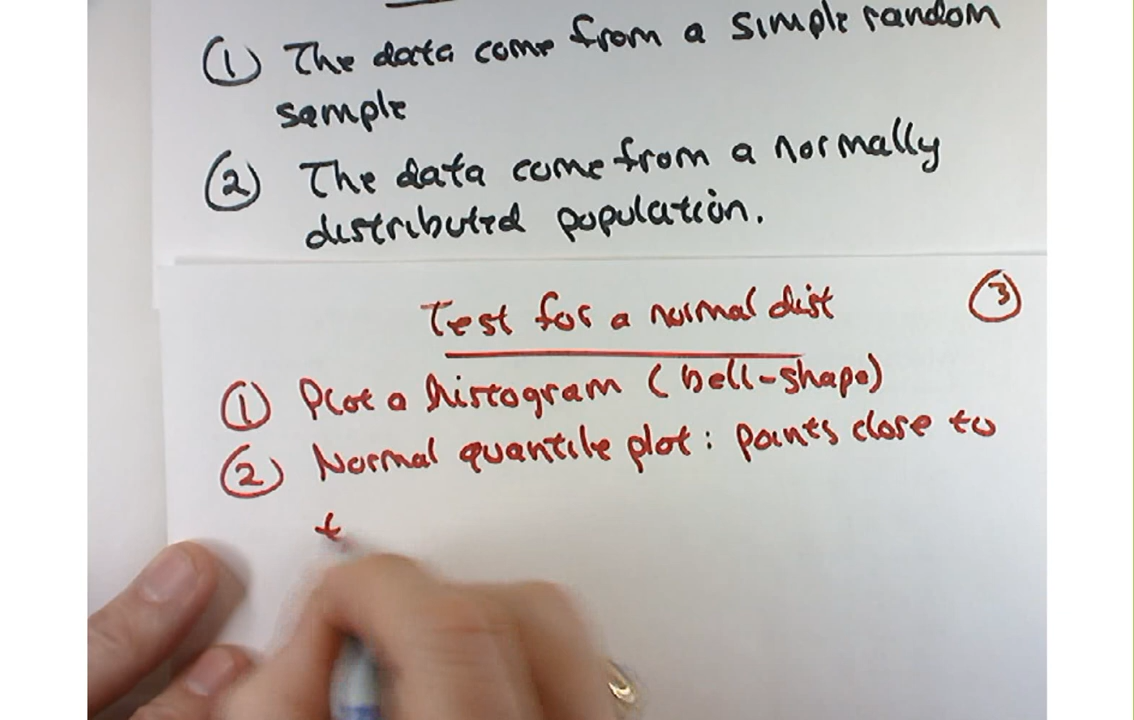 ① The data come from a simple random
sample
② The data come from a normally
distributed population.
Test for a normal dist
③
① Plot a histogram (bell-shape)
② Normal quantile plot: points close to
t